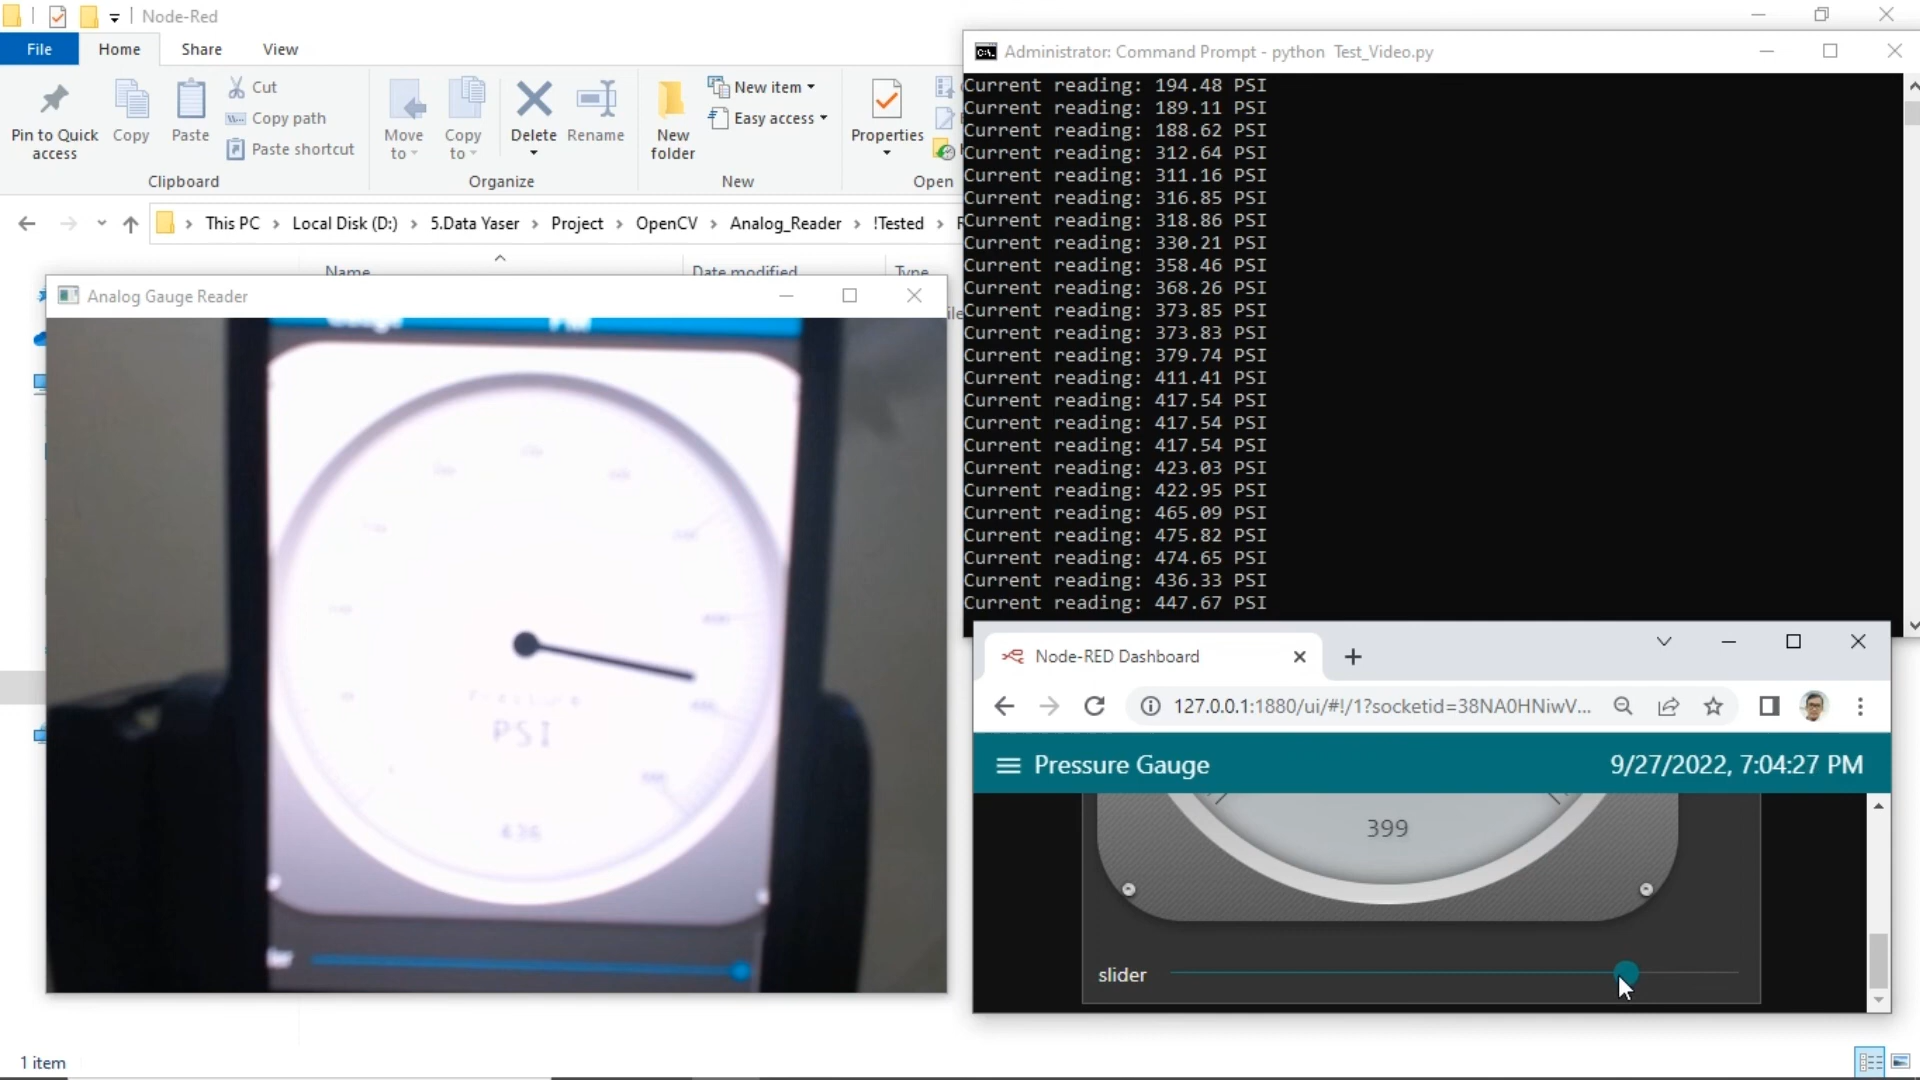 Node-Red
File Home Share View
Pin to Quick access
Copy
Paste
Cut
Copy path
Paste shortcut
Move to
Copy to
Delete
Rename
New folder
New item
Easy access
Properties
Clipboard Organize New Open
This PC > Local Disk (D:) > 5.Data Yaser > Project > OpenCV > Analog_Reader > !Tested >
Name Date modified Type
Analog Gauge Reader
PSI
436
1 item
Administrator: Command Prompt - python Test_Video.py
Current reading: 194.48 PSI
Current reading: 189.11 PSI
Current reading: 188.62 PSI
Current reading: 312.64 PSI
Current reading: 311.16 PSI
Current reading: 316.85 PSI
Current reading: 318.86 PSI
Current reading: 330.21 PSI
Current reading: 358.46 PSI
Current reading: 368.26 PSI
Current reading: 373.85 PSI
Current reading: 373.83 PSI
Current reading: 379.74 PSI
Current reading: 411.41 PSI
Current reading: 417.54 PSI
Current reading: 417.54 PSI
Current reading: 417.54 PSI
Current reading: 423.03 PSI
Current reading: 422.95 PSI
Current reading: 465.09 PSI
Current reading: 475.82 PSI
Current reading: 474.65 PSI
Current reading: 436.33 PSI
Current reading: 447.67 PSI
Node-RED Dashboard
127.0.0.1:1880/ui/#!/1?socketid=38NA0HNiwV...
Pressure Gauge 9/27/2022, 7:04:27 PM
399
slider